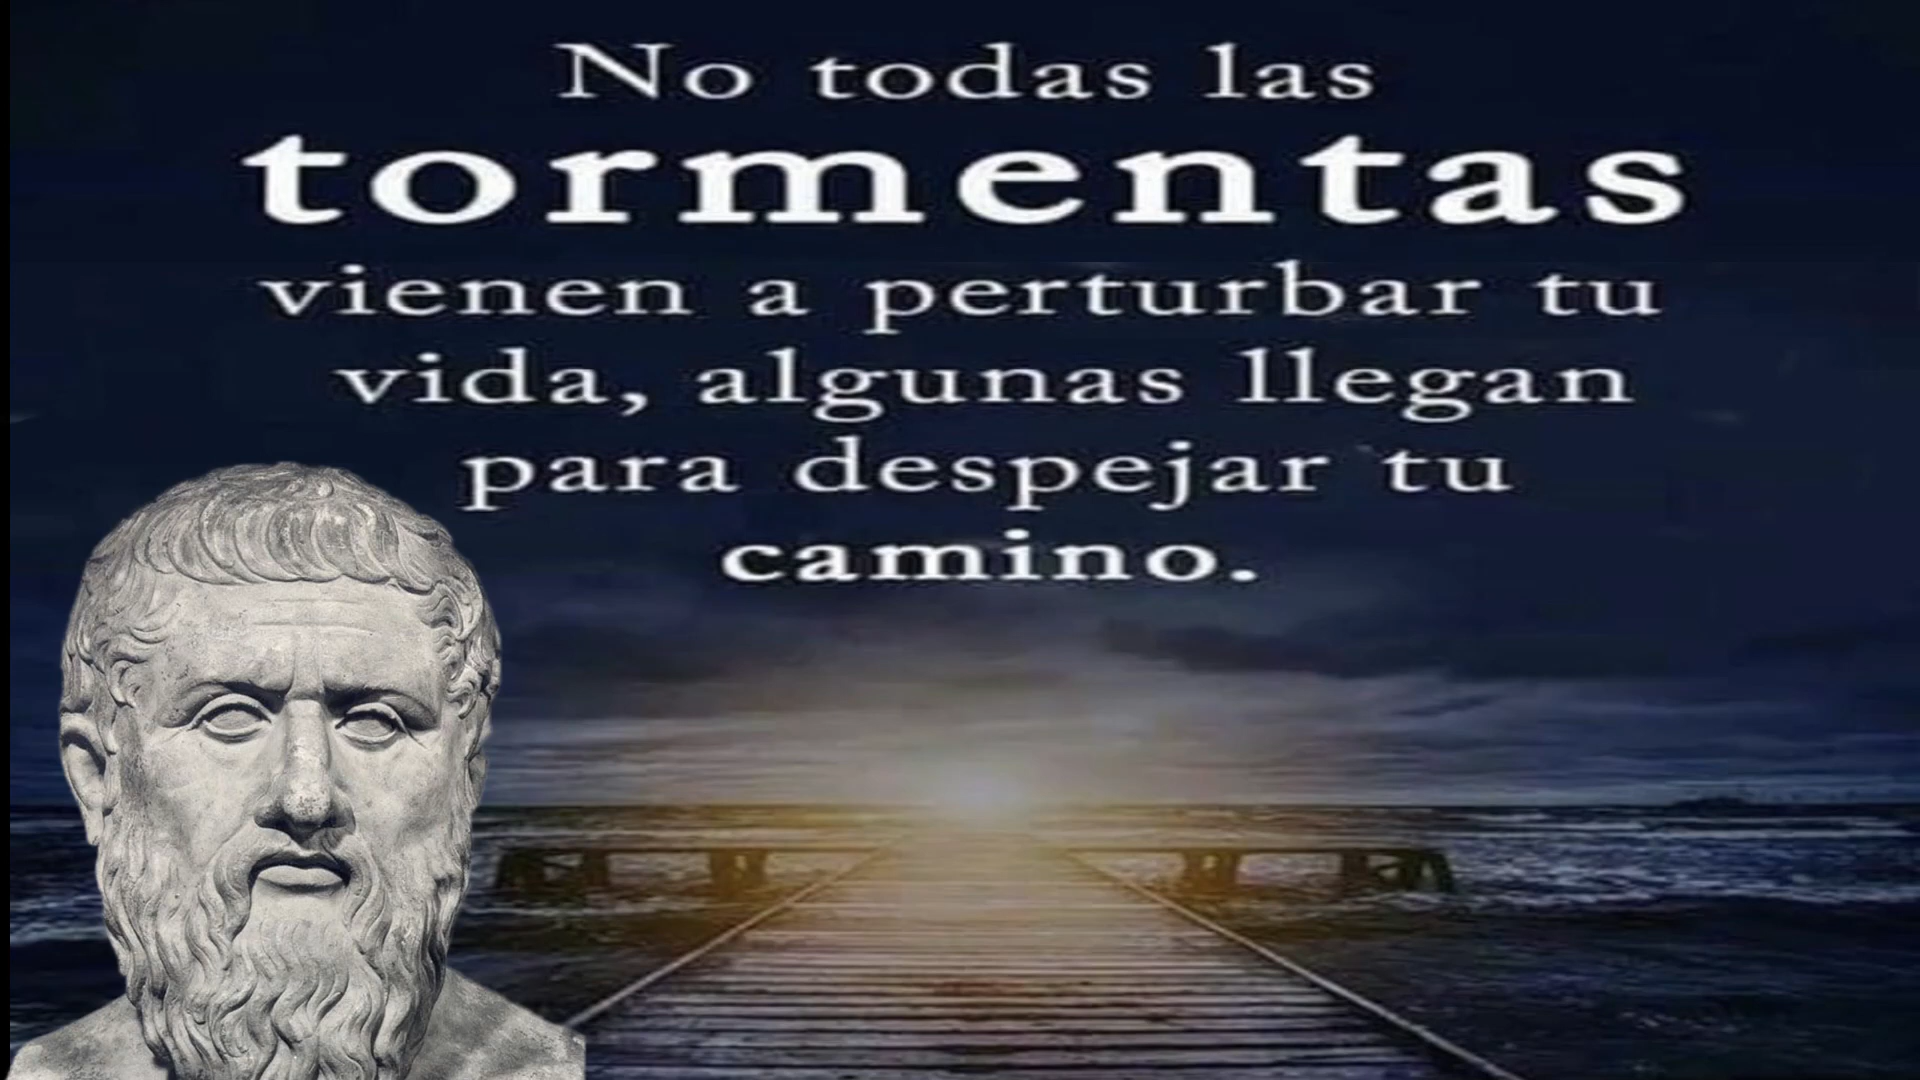 No todas las
tormentas
vienen a perturbar tu
vida, algunas llegan
para despejar tu
camino.